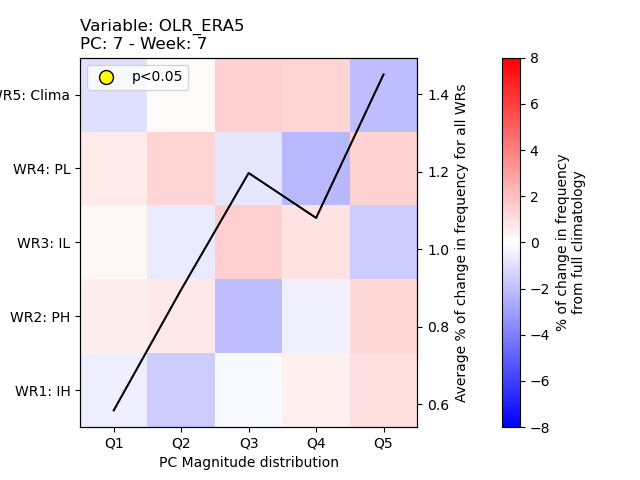 Variable: OLR_ERA5
PC: 7 - Week: 7
p<0.05
WR5: Clima
WR4: PL
WR3: IL
WR2: PH
WR1: IH
Q1 Q2 Q3 Q4 Q5
PC Magnitude distribution
1.4
1.2
1.0
0.8
0.6
Average % of change in frequency for all WRs
8
6
4
2
0
−2
−4
−6
−8
% of change in frequency
from full climatology